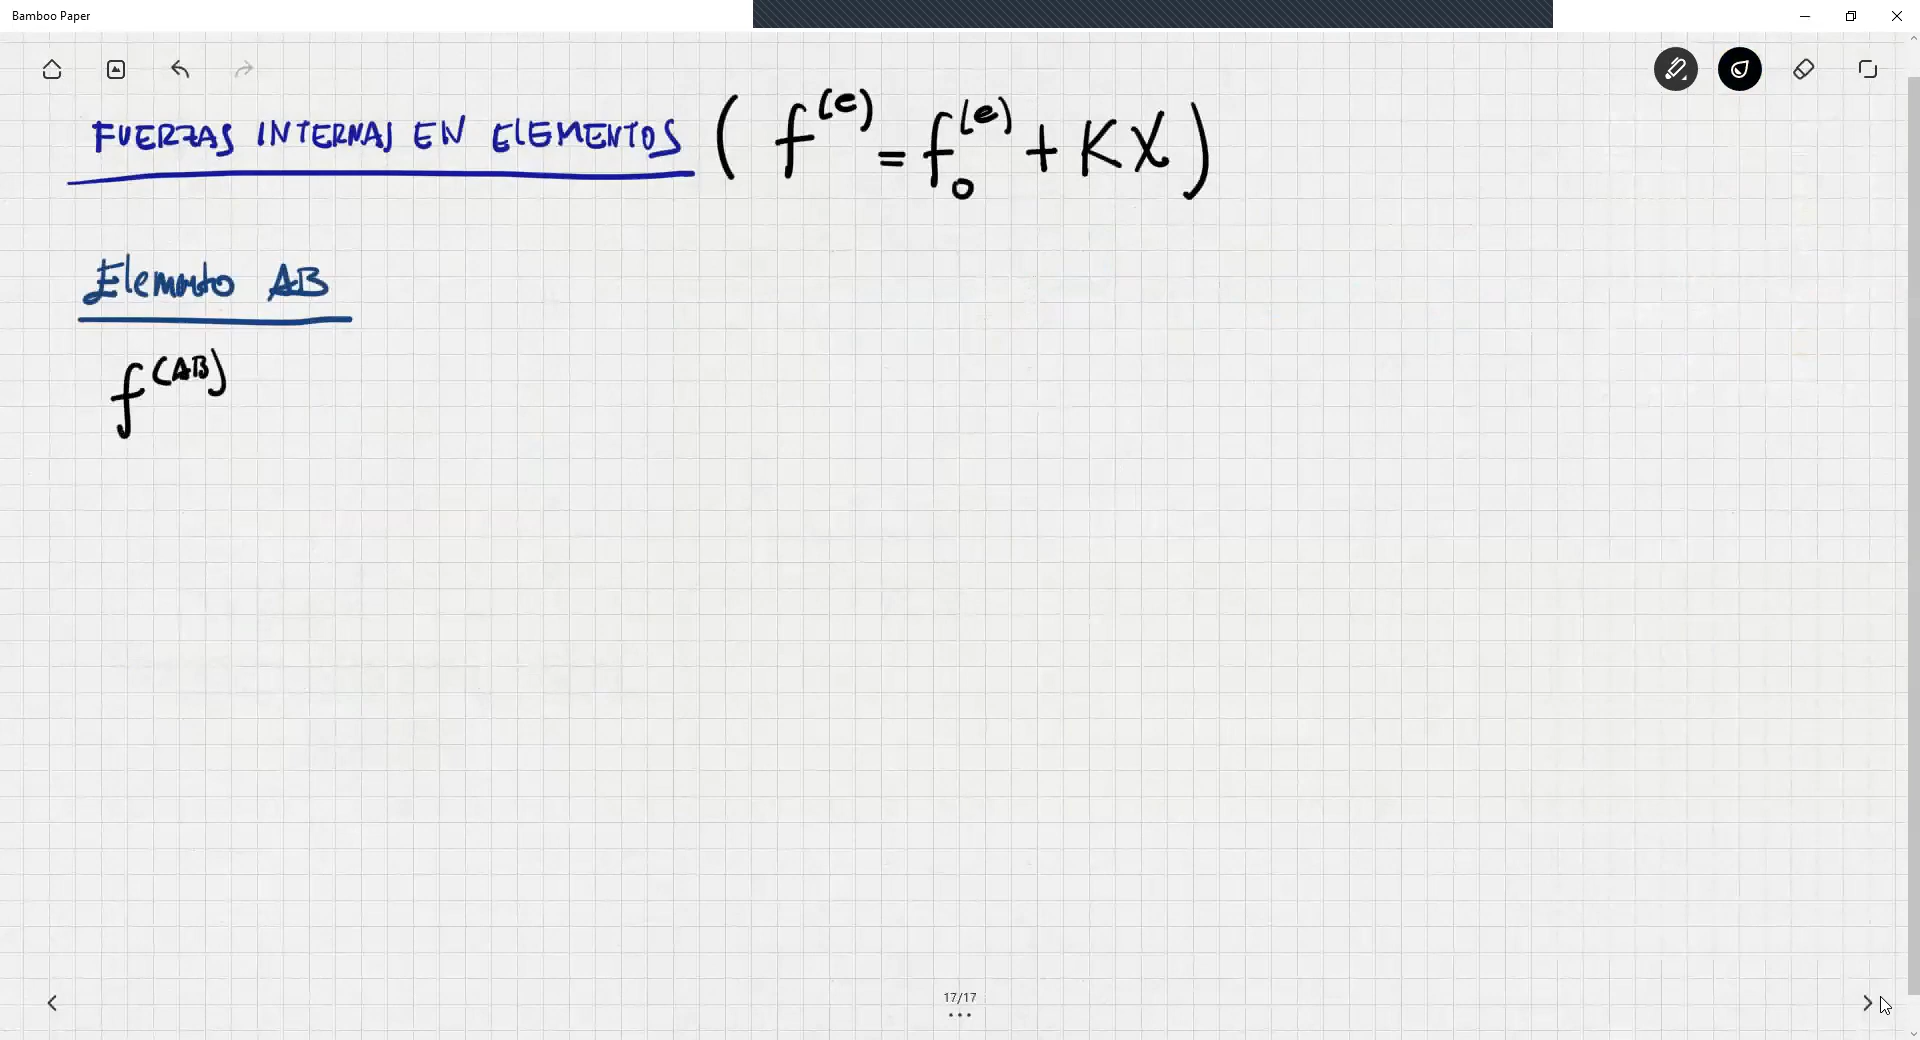 Bamboo Paper
FUERZAS INTERNAS EN ELEMENTOS ( f^(e) = f_0^(e) + KX )
Elemento AB
f^(AB)
17/17